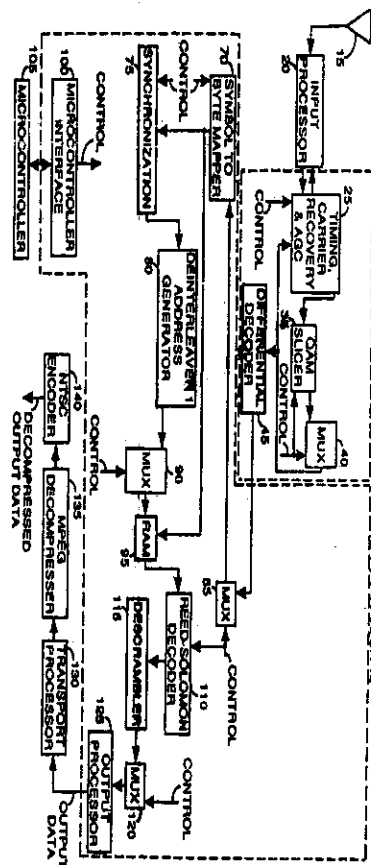 15
INPUT
PROCESSOR
20
25
TIMING,
CARRIER
RECOVERY
& AGC
CONTROL
QAM
SLICER
CONTROL
MUX
40
DIFFERENTIAL
DECODER
45
65
MUX
CONTROL
70
SYMBOL TO
BYTE MAPPER
CONTROL
75
SYNCHRONIZATION
DEINTERLEAVER 1
ADDRESS
GENERATOR
80
MUX
90
CONTROL
RAM
95
REED-SOLOMON
DECODER
110
DESCRAMBLER
115
MUX
120
CONTROL
OUTPUT
PROCESSOR
125
OUTPUT
DATA
CONTROL
100
MICROCONTROLLER
INTERFACE
105
MICROCONTROLLER
TRANSPORT
PROCESSOR
130
MPEG
DECOMPRESSER
135
NTSC
ENCODER
140
DECOMPRESSED
OUTPUT DATA